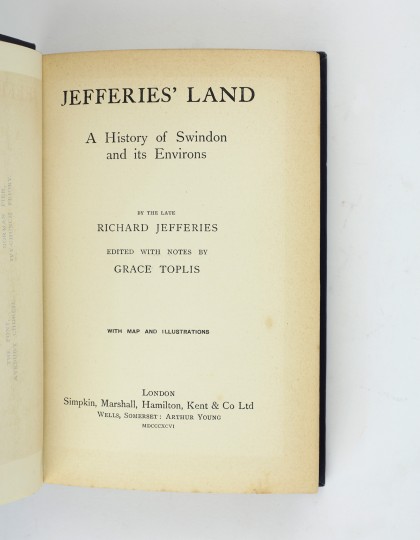 JEFFERIES' LAND
A History of Swindon
and its Environs
BY THE LATE
RICHARD JEFFERIES
EDITED WITH NOTES BY
GRACE TOPLIS
WITH MAP AND ILLUSTRATIONS
LONDON
Simpkin, Marshall, Hamilton, Kent & Co Ltd
WELLS, SOMERSET: ARTHUR YOUNG
MDCCCXCVI